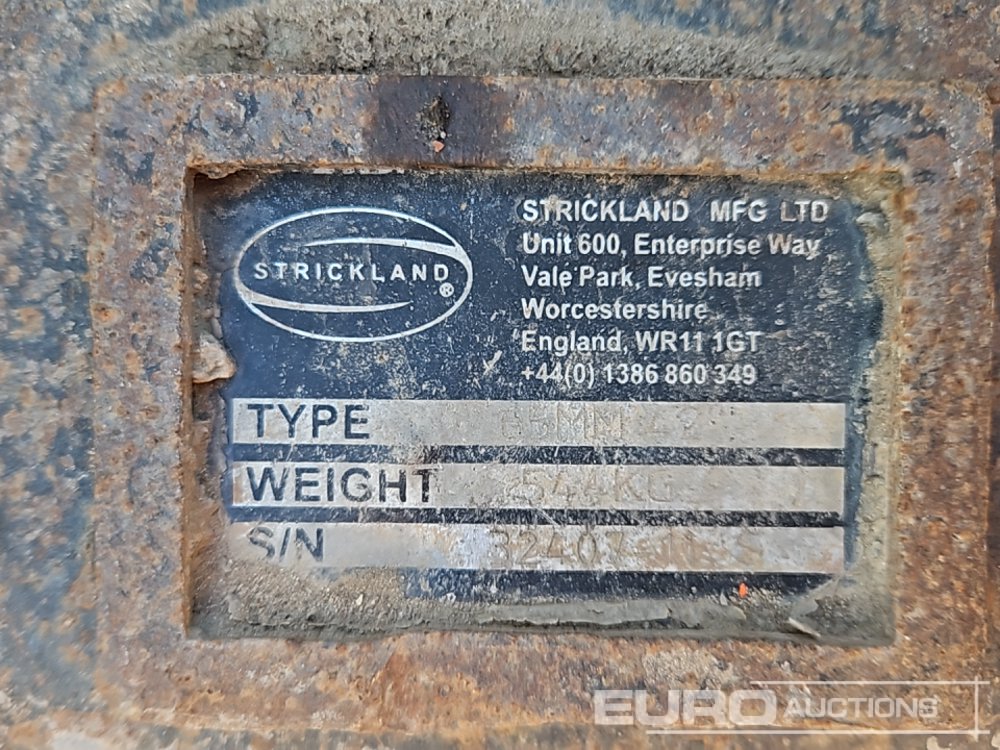 STRICKLAND
®
STRICKLAND MFG LTD
Unit 600, Enterprise Way
Vale Park, Evesham
Worcestershire
England, WR11 1GT
+44(0) 1386 860 349
TYPE
WEIGHT 544KG
S/N
EURO AUCTIONS